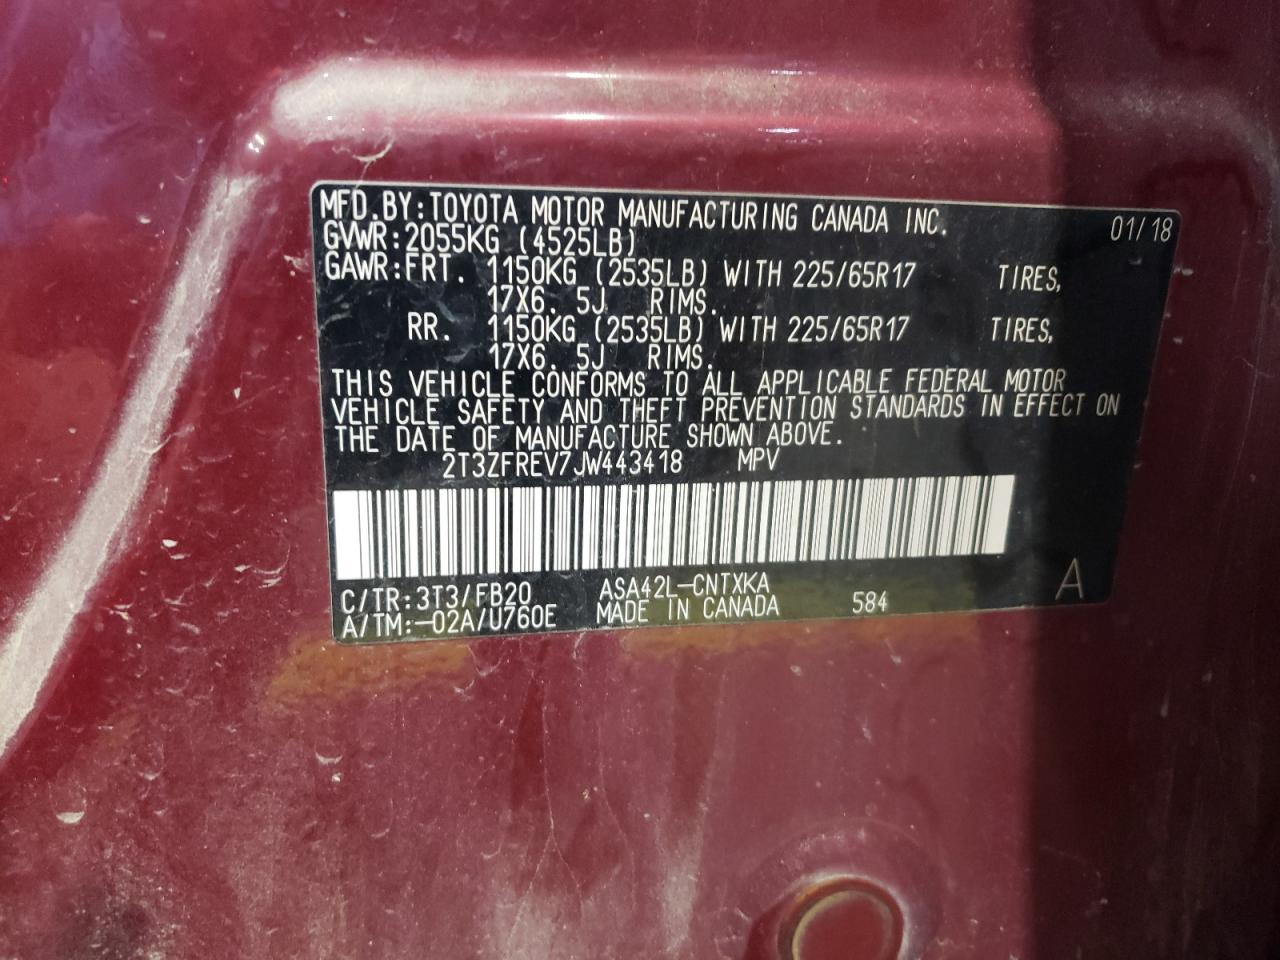 MFD.BY:TOYOTA MOTOR MANUFACTURING CANADA INC. 01/18
GVWR:2055KG (4525LB)
GAWR:FRT. 1150KG (2535LB) WITH 225/65R17 TIRES,
17X6.5J RIMS.
RR. 1150KG (2535LB) WITH 225/65R17 TIRES,
17X6.5J RIMS.
THIS VEHICLE CONFORMS TO ALL APPLICABLE FEDERAL MOTOR
VEHICLE SAFETY AND THEFT PREVENTION STANDARDS IN EFFECT ON
THE DATE OF MANUFACTURE SHOWN ABOVE.
2T3ZFREV7JW443418 MPV
C/TR:3T3/FB20 ASA42L-CNTXKA
A/TM:-02A/U760E MADE IN CANADA 584 A